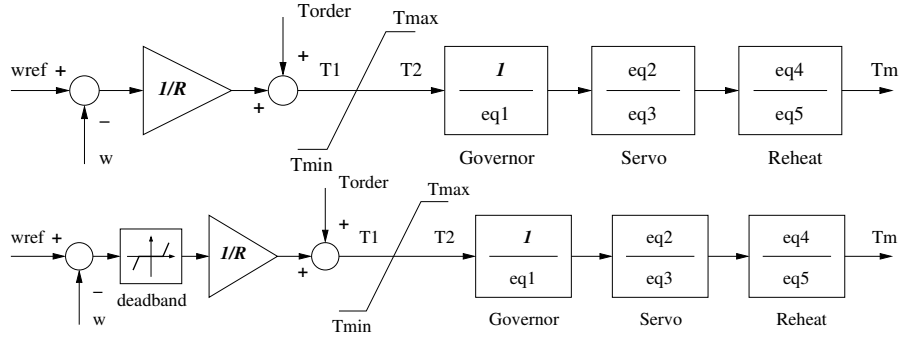 Torder
Tmax
wref + + T1 T2 1 eq2 eq4 Tm
1/R
+ eq1 eq3 eq5
−
w Tmin Governor Servo Reheat
Torder Tmax
wref + + T1 T2 1 eq2 eq4 Tm
1/R
+ eq1 eq3 eq5
− deadband
w Tmin Governor Servo Reheat